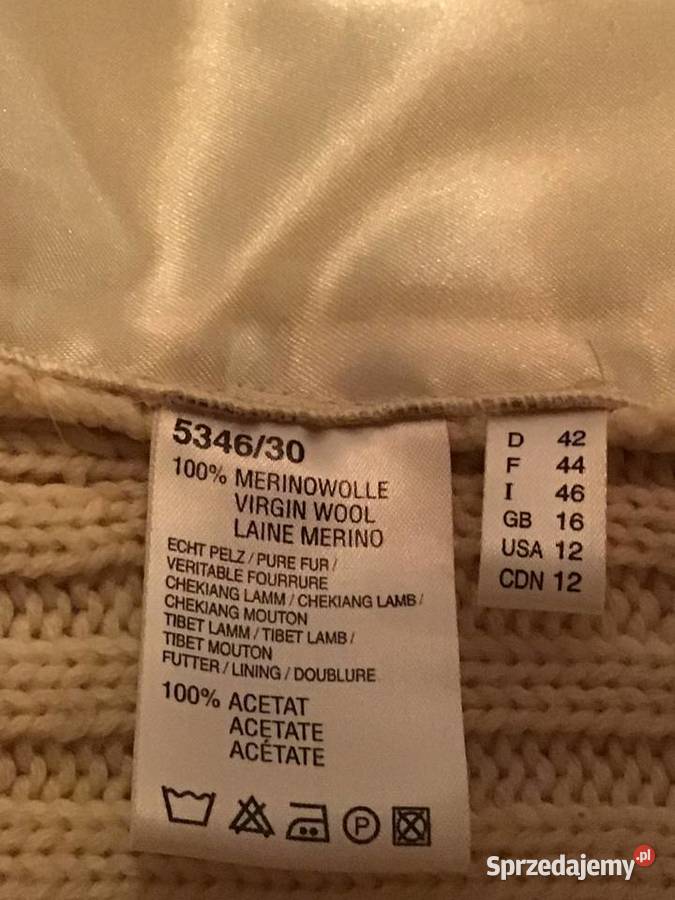 5346/30
100% MERINOWOLLE
VIRGIN WOOL
LAINE MERINO
ECHT PELZ / PURE FUR /
VERITABLE FOURRURE
CHEKIANG LAMM / CHEKIANG LAMB /
CHEKIANG MOUTON
TIBET LAMM / TIBET LAMB /
TIBET MOUTON
FUTTER / LINING / DOUBLURE
100% ACETAT
ACETATE
ACÉTATE
P
D 42
F 44
I 46
GB 16
USA 12
CDN 12
Sprzedajemy.pl